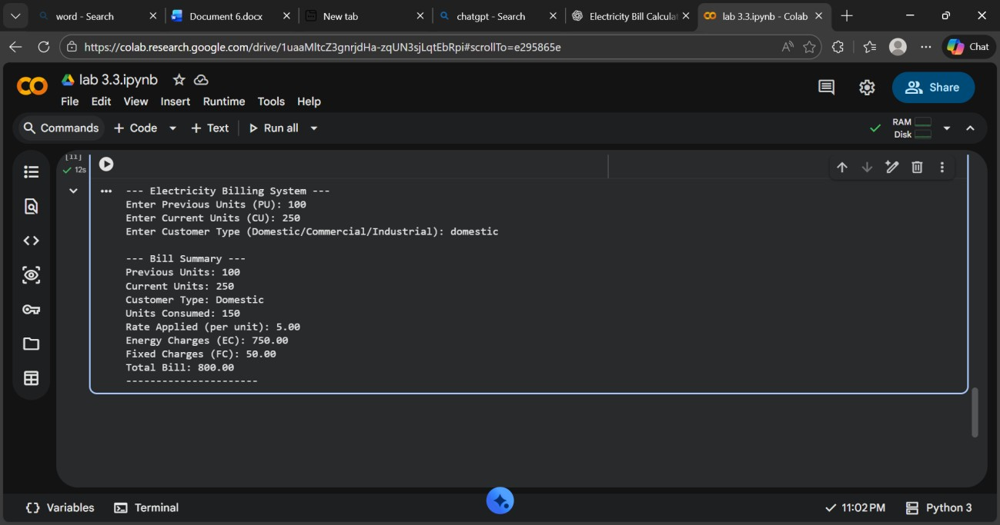 word - Search
Document 6.docx
New tab
chatgpt - Search
Electricity Bill Calcula
lab 3.3.ipynb - Colab
https://colab.research.google.com/drive/1uaaMltcZ3gnrjdHa-zqUN3sjLqtEbRpi#scrollTo=e295865e
Chat
lab 3.3.ipynb
File Edit View Insert Runtime Tools Help
Share
Commands + Code + Text Run all
RAM
Disk
[11]
12s
--- Electricity Billing System ---
Enter Previous Units (PU): 100
Enter Current Units (CU): 250
Enter Customer Type (Domestic/Commercial/Industrial): domestic
--- Bill Summary ---
Previous Units: 100
Current Units: 250
Customer Type: Domestic
Units Consumed: 150
Rate Applied (per unit): 5.00
Energy Charges (EC): 750.00
Fixed Charges (FC): 50.00
Total Bill: 800.00
----------------------
Variables Terminal
11:02 PM Python 3